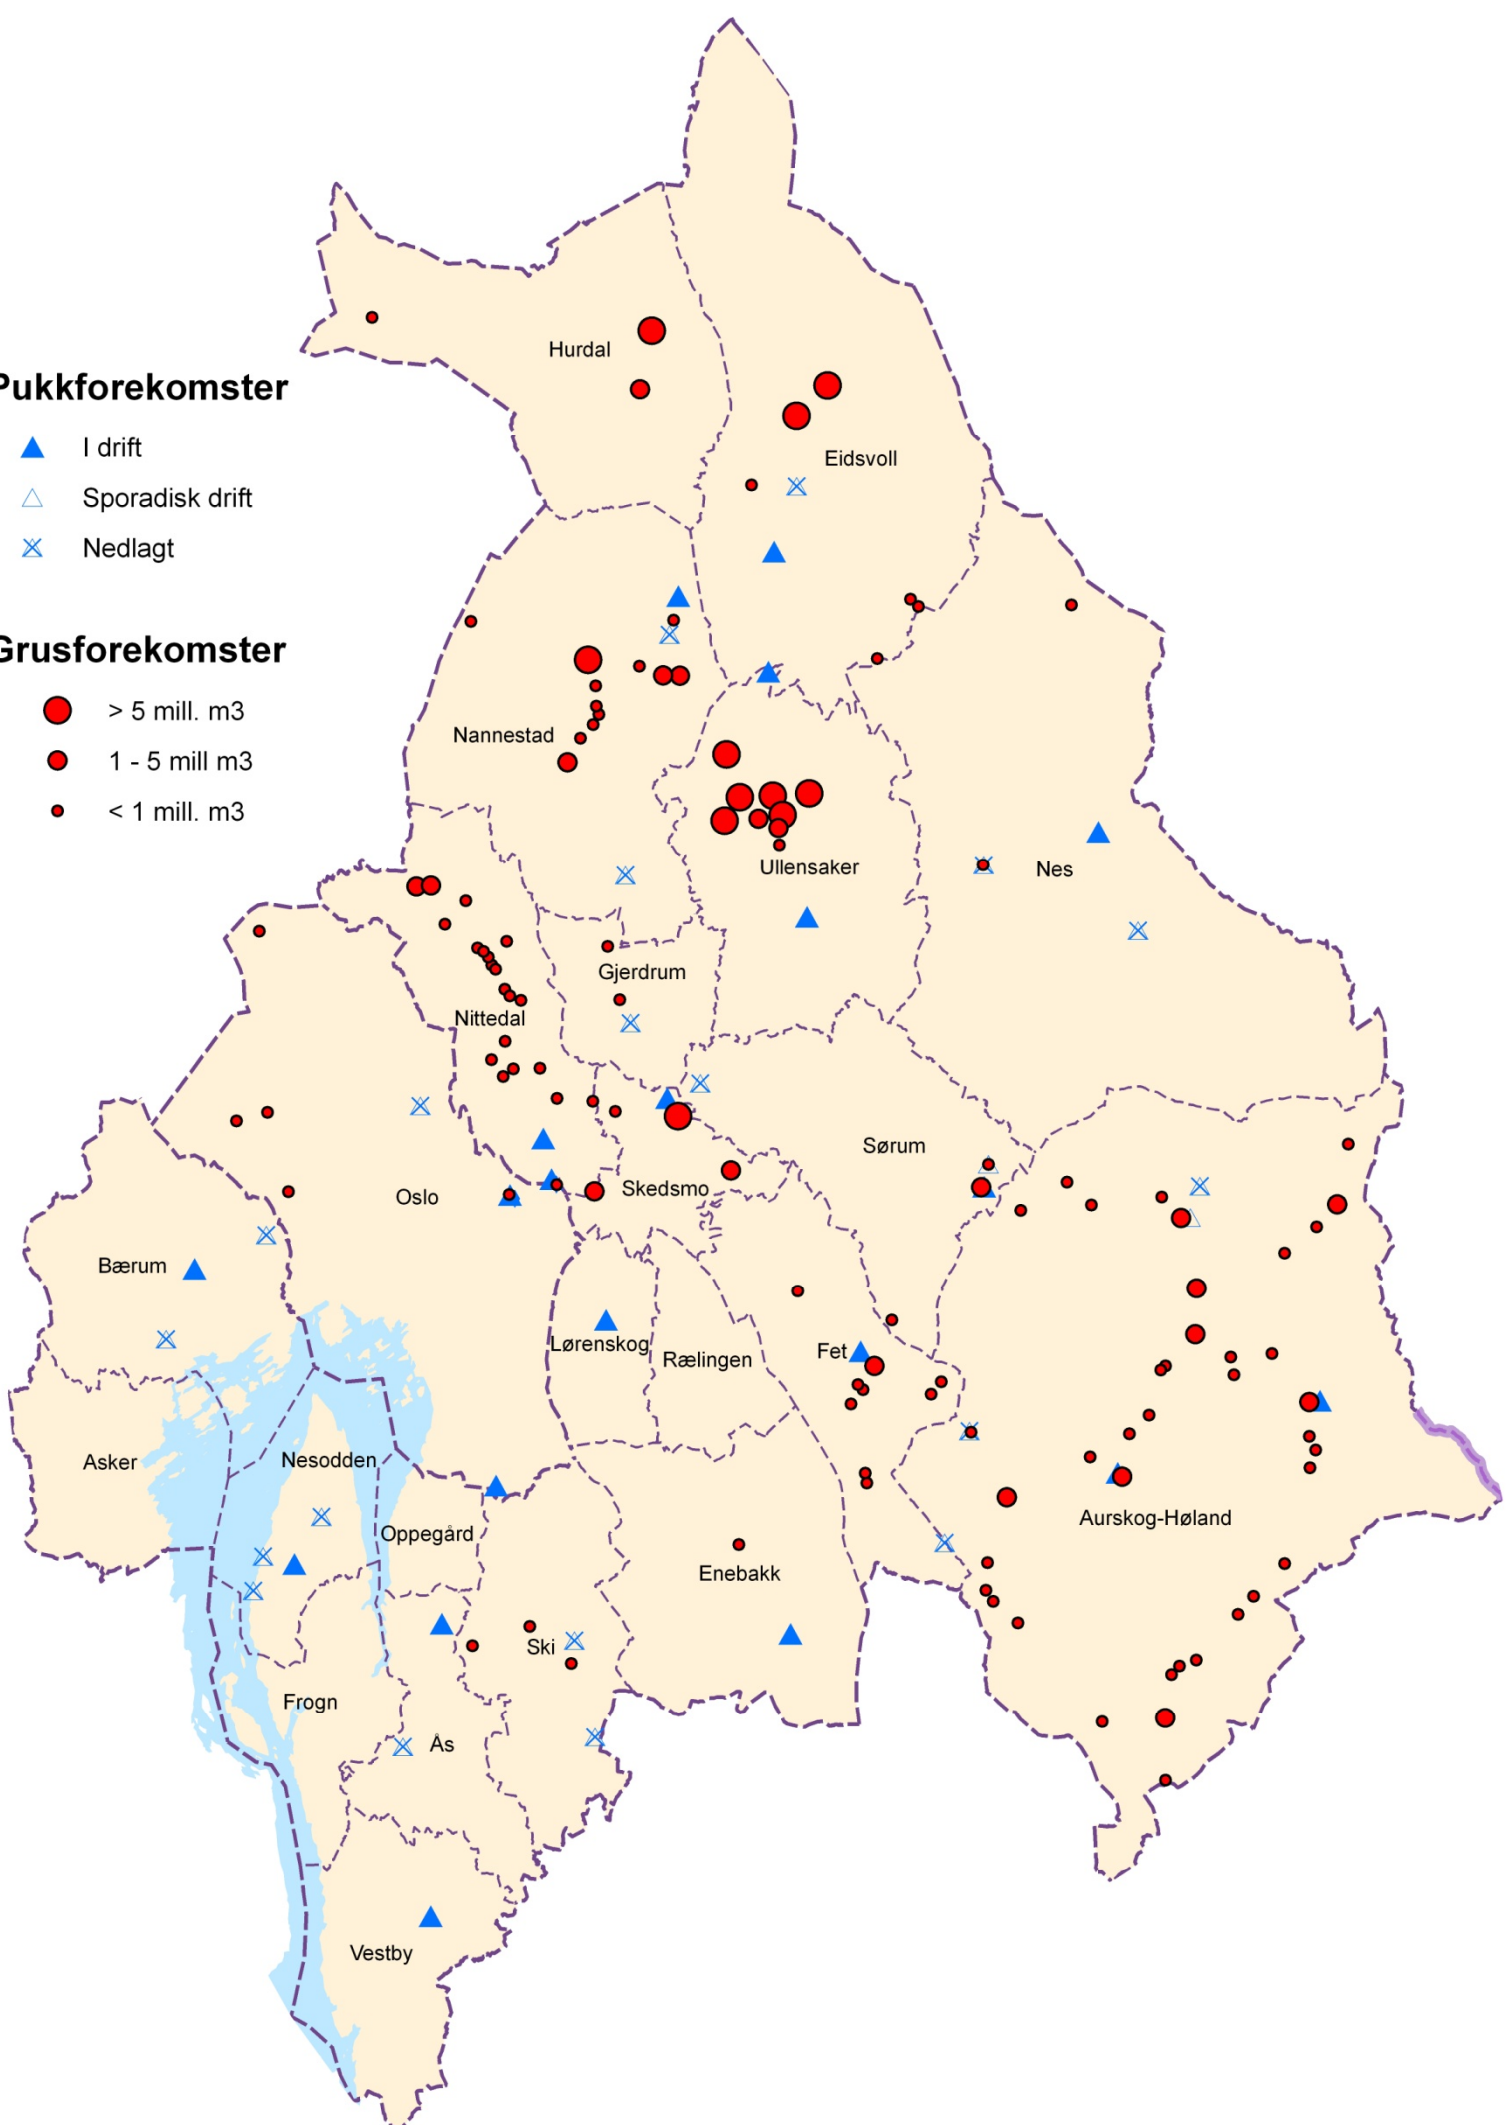 Pukkforekomster
I drift
Sporadisk drift
Nedlagt
Grusforekomster
> 5 mill. m3
1 - 5 mill m3
< 1 mill. m3
Hurdal
Eidsvoll
Nannestad
Ullensaker
Nes
Gjerdrum
Nittedal
Sørum
Skedsmo
Oslo
Bærum
Lørenskog
Rælingen
Fet
Asker
Nesodden
Oppegård
Aurskog-Høland
Enebakk
Ski
Frogn
Ås
Vestby